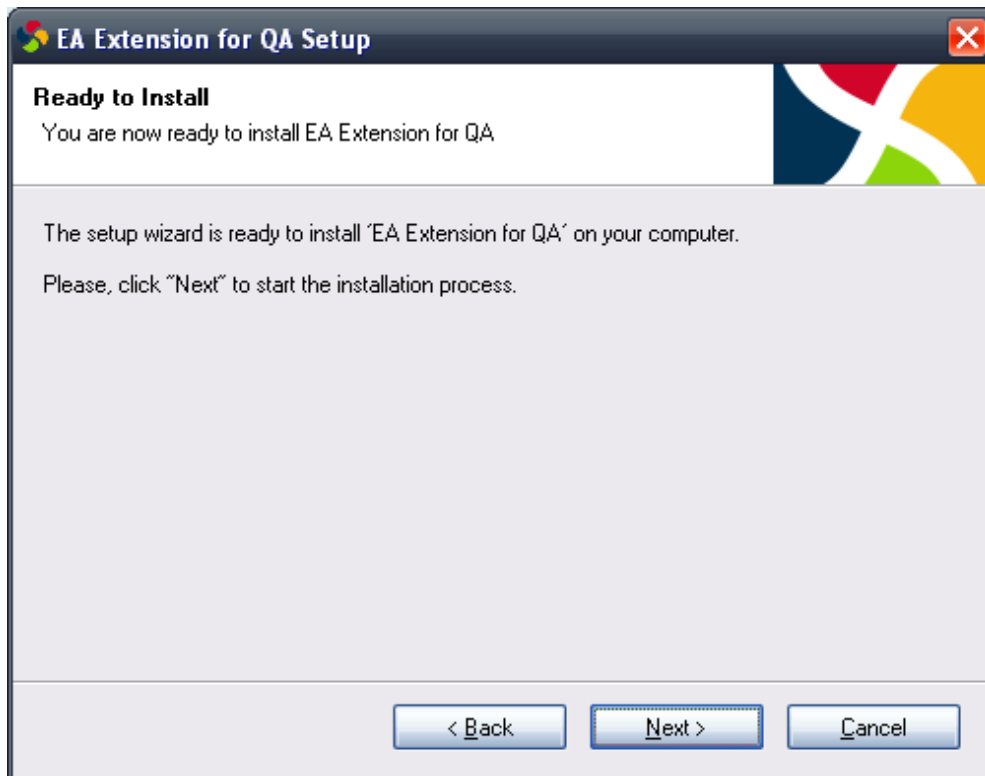 EA Extension for QA Setup
Ready to Install
You are now ready to install EA Extension for QA
The setup wizard is ready to install ´EA Extension for QA´ on your computer.
Please, click ˝Next˝ to start the installation process.
< Back
Next >
Cancel